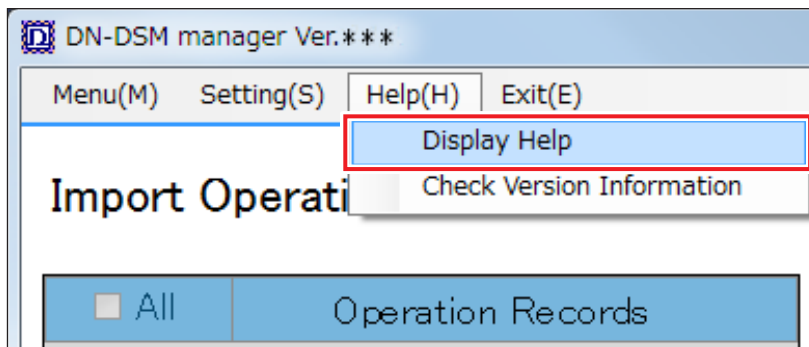 DN-DSM manager Ver.***
Menu(M) Setting(S) Help(H) Exit(E)
Display Help
Check Version Information
Import Operati
All Operation Records